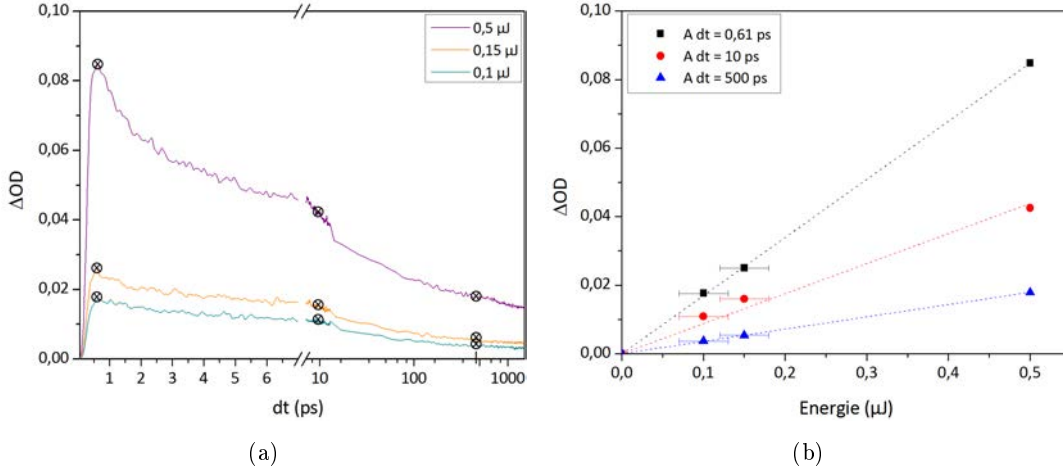 0,10
0,08
0,06
0,04
0,02
0,00
ΔOD
0,5 µJ
0,15 µJ
0,1 µJ
1 2 3 4 5 6 10 100 1000
dt (ps)
(a)
0,10
0,08
0,06
0,04
0,02
0,00
ΔOD
A dt = 0,61 ps
A dt = 10 ps
A dt = 500 ps
0,0 0,1 0,2 0,3 0,4 0,5
Energie (µJ)
(b)